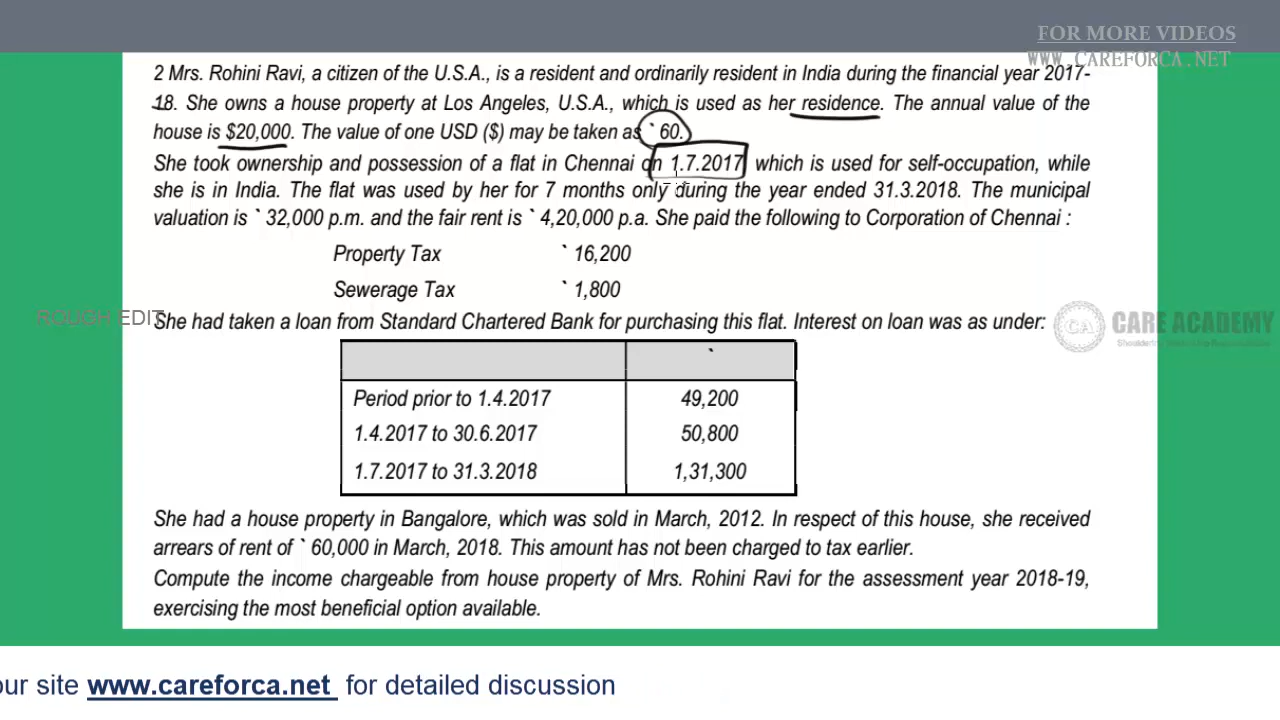 FOR MORE VIDEOS
WWW. CAREFORCA.NET
2 Mrs. Rohini Ravi, a citizen of the U.S.A., is a resident and ordinarily resident in India during the financial year 2017-
18. She owns a house property at Los Angeles, U.S.A., which is used as her residence. The annual value of the
house is $20,000. The value of one USD ($) may be taken as ` 60.
She took ownership and possession of a flat in Chennai on 1.7.2017, which is used for self-occupation, while
she is in India. The flat was used by her for 7 months only during the year ended 31.3.2018. The municipal
valuation is ` 32,000 p.m. and the fair rent is ` 4,20,000 p.a. She paid the following to Corporation of Chennai :
Property Tax ` 16,200
Sewerage Tax ` 1,800
ROUGH EDIT
CA CARE ACADEMY
She had taken a loan from Standard Chartered Bank for purchasing this flat. Interest on loan was as under:
`
Period prior to 1.4.2017 49,200
1.4.2017 to 30.6.2017 50,800
1.7.2017 to 31.3.2018 1,31,300
She had a house property in Bangalore, which was sold in March, 2012. In respect of this house, she received
arrears of rent of ` 60,000 in March, 2018. This amount has not been charged to tax earlier.
Compute the income chargeable from house property of Mrs. Rohini Ravi for the assessment year 2018-19,
exercising the most beneficial option available.
our site www.careforca.net for detailed discussion